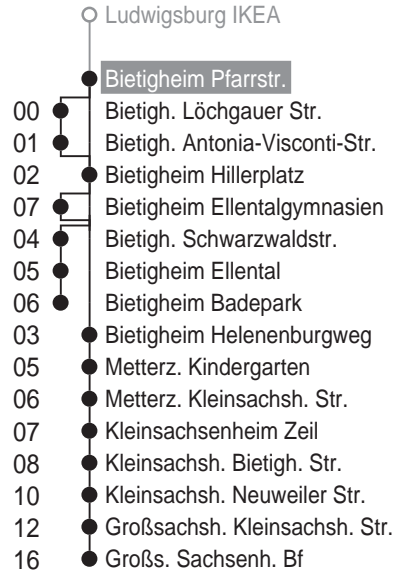 Ludwigsburg IKEA
Bietigheim Pfarrstr.
00 Bietigh. Löchgauer Str.
01 Bietigh. Antonia-Visconti-Str.
02 Bietigheim Hillerplatz
07 Bietigheim Ellentalgymnasien
04 Bietigh. Schwarzwaldstr.
05 Bietigheim Ellental
06 Bietigheim Badepark
03 Bietigheim Helenenburgweg
05 Metterz. Kindergarten
06 Metterz. Kleinsachsh. Str.
07 Kleinsachsenheim Zeil
08 Kleinsachsh. Bietigh. Str.
10 Kleinsachsh. Neuweiler Str.
12 Großsachsh. Kleinsachsh. Str.
16 Großs. Sachsenh. Bf